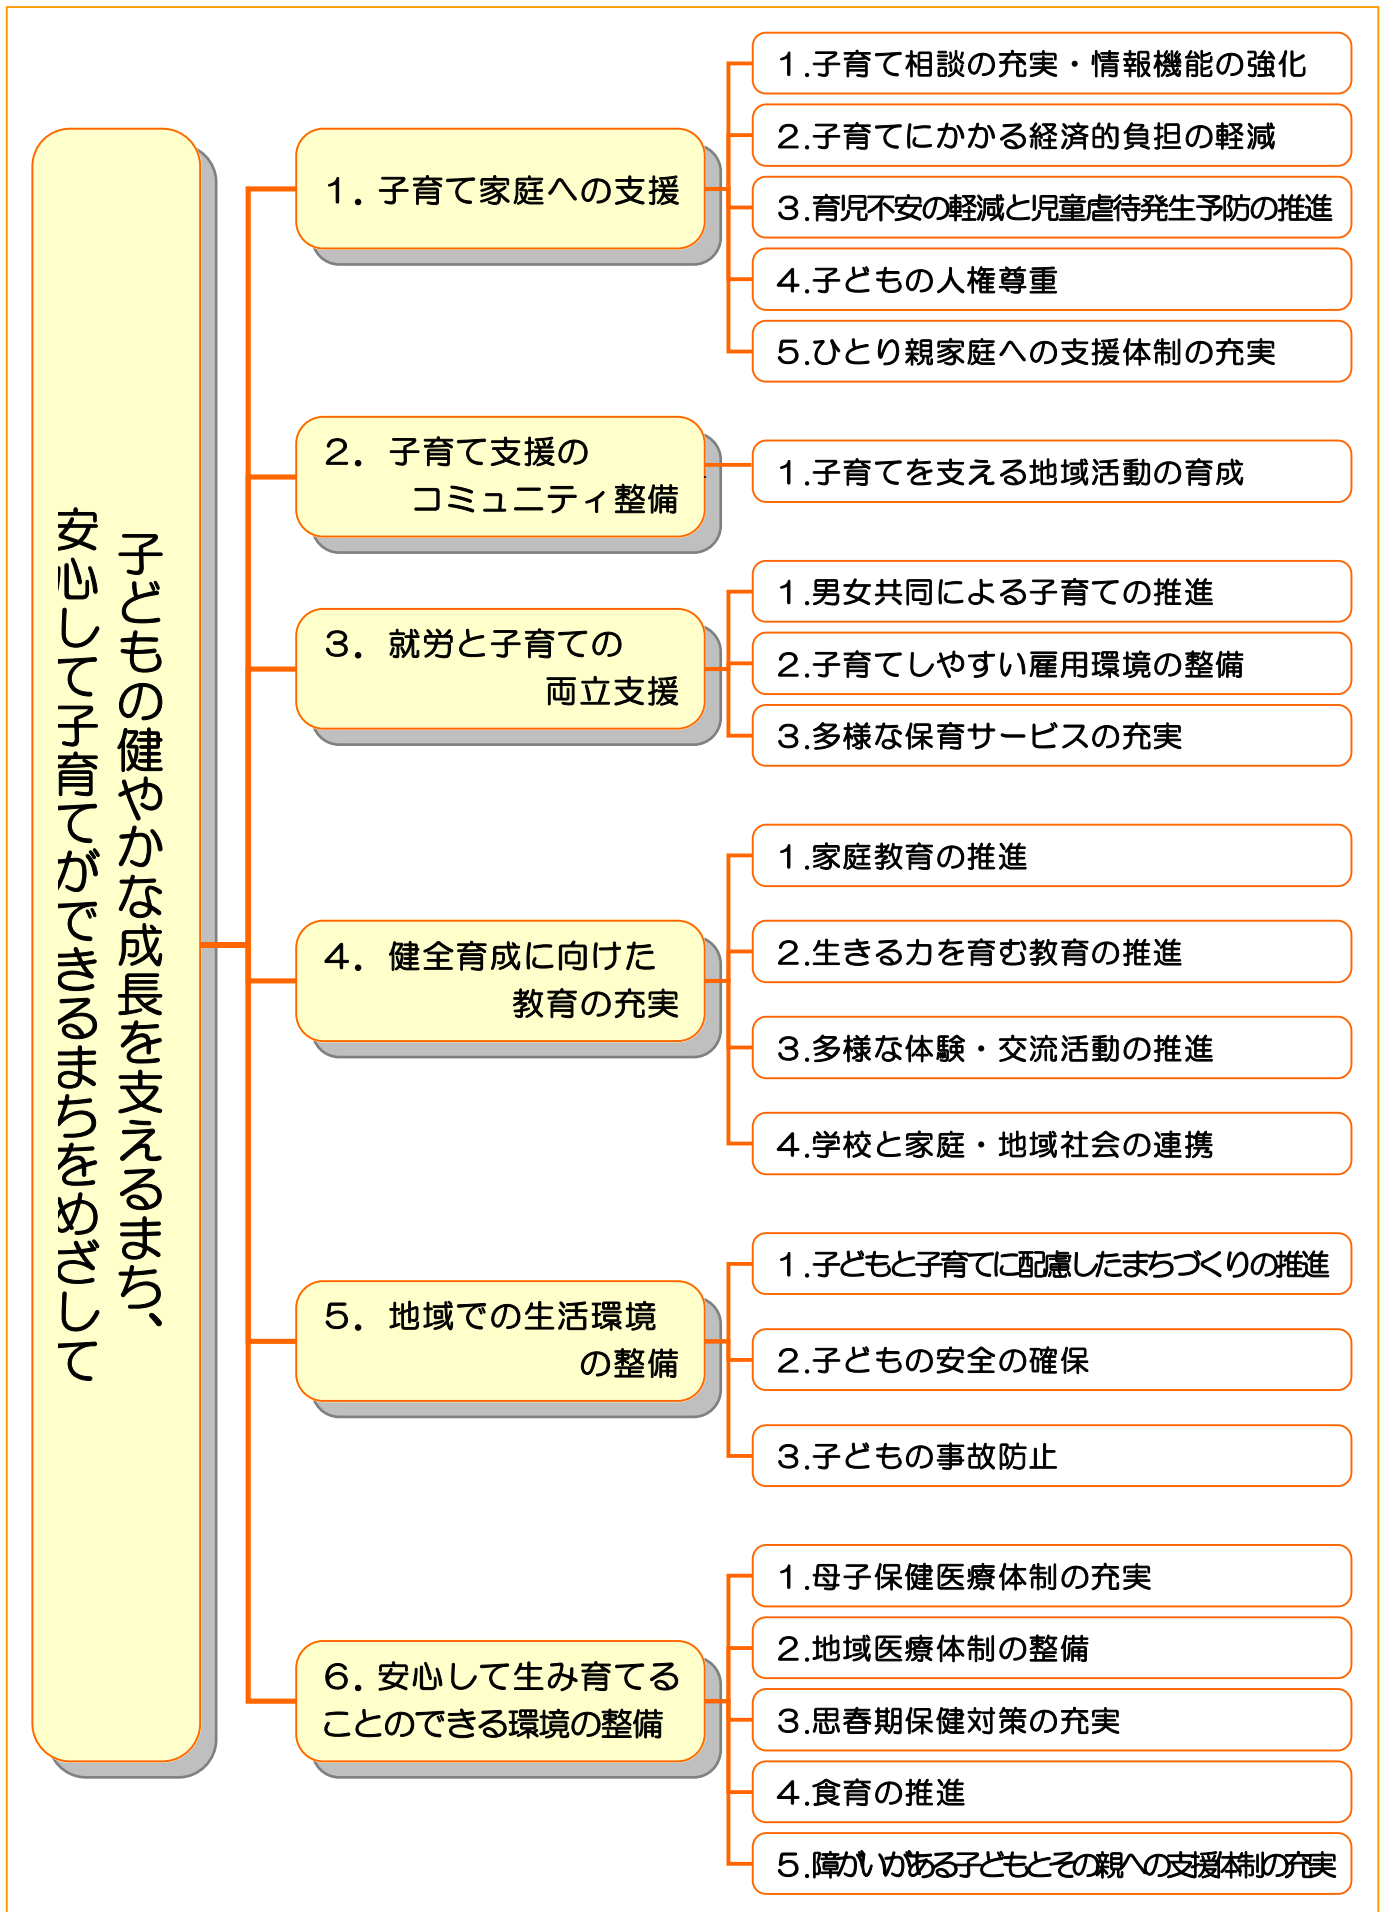 子どもの健やかな成長を支えるまち、
安心して子育てができるまちをめざして
１．子育て家庭への支援
１.子育て相談の充実・情報機能の強化
２.子育てにかかる経済的負担の軽減
３.育児不安の軽減と児童虐待発生予防の推進
４.子どもの人権尊重
５.ひとり親家庭への支援体制の充実
２．子育て支援の
コミュニティ整備
１.子育てを支える地域活動の育成
３．就労と子育ての
両立支援
１.男女共同による子育ての推進
２.子育てしやすい雇用環境の整備
３.多様な保育サービスの充実
４．健全育成に向けた
教育の充実
１.家庭教育の推進
２.生きる力を育む教育の推進
３.多様な体験・交流活動の推進
４.学校と家庭・地域社会の連携
５．地域での生活環境
の整備
１.子どもと子育てに配慮したまちづくりの推進
２.子どもの安全の確保
３.子どもの事故防止
６．安心して生み育てる
ことのできる環境の整備
１.母子保健医療体制の充実
２.地域医療体制の整備
３.思春期保健対策の充実
４.食育の推進
５.障がいがある子どもとその親への支援体制の充実